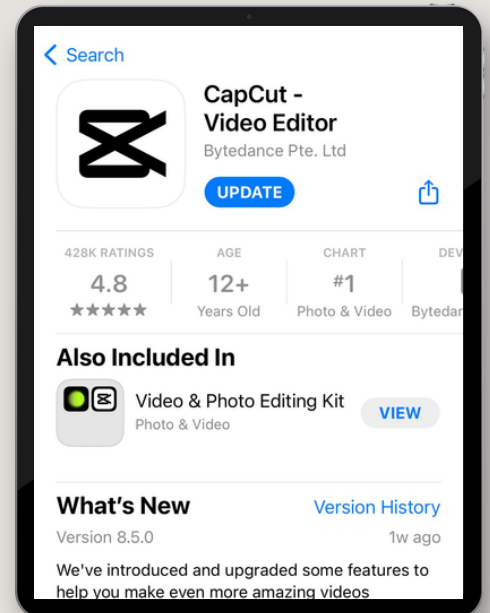 Search
CapCut -
Video Editor
Bytedance Pte. Ltd
UPDATE
428K RATINGS
4.8
★★★★★
AGE
12+
Years Old
CHART
#1
Photo & Video
DEV
Bytedar
Also Included In
Video & Photo Editing Kit
Photo & Video
VIEW
What's New
Version History
Version 8.5.0
1w ago
We've introduced and upgraded some features to
help you make even more amazing videos